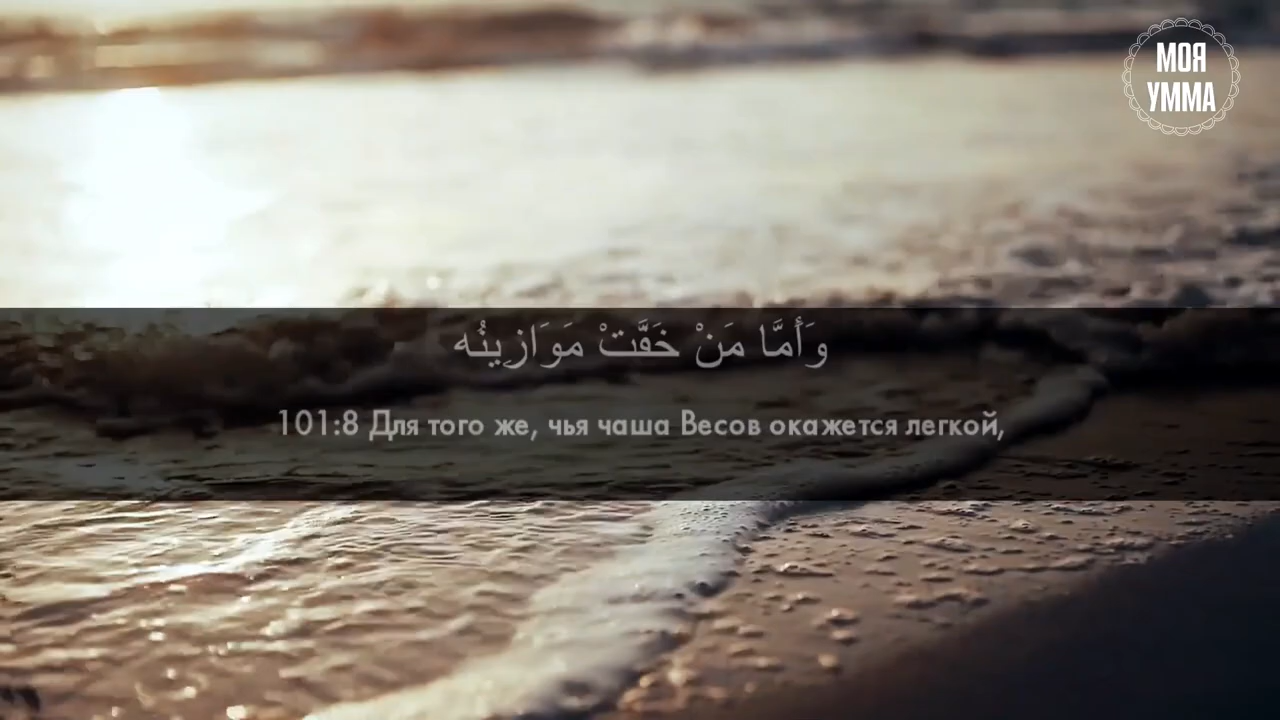 МОЯ
УММА
وَأَمَّا مَنْ خَفَّتْ مَوَازِينُه
101:8 Для того же, чья чаша Весов окажется легкой,